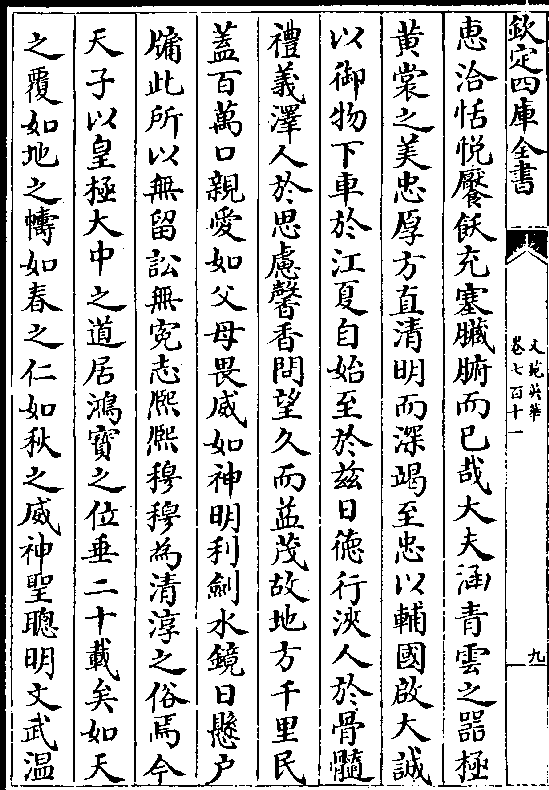 欽定四庫全書
文苑英華
卷七百十一
九
恵洽恬悦饜飫充塞臓腑而已哉大夫涵青雲之器極
黄裳之美忠厚方直清明而深竭至忠以輔國啟大誠
以御物下車於江夏自始至於兹日徳行浹人於骨髓
禮義澤人於思慮馨香問望久而益茂故地方千里民
蓋百萬口親愛如父母畏威如神明利劍水鏡日懸户
牖此所以無留訟無寃志熈熈穆穆為清淳之俗焉今
天子以皇極大中之道居鴻寶之位垂二十載矣如天
之覆如地之幬如春之仁如秋之威神聖聰明文武温